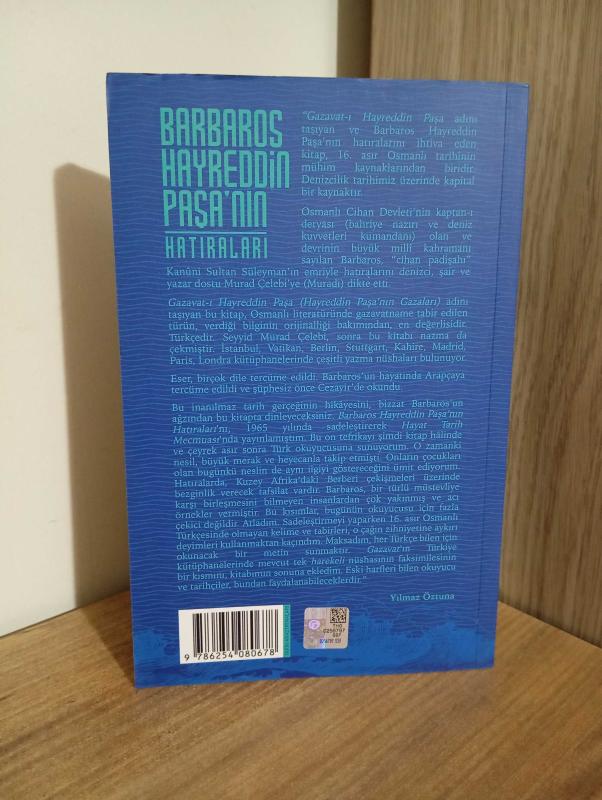 BARBAROS
HAYREDDİN
PAŞA'NIN
HATIRALARI
"Gazavat-ı Hayreddin Paşa adını
taşıyan ve Barbaros Hayreddin
Paşa'nın hatıralarını ihtiva eden
kitap, 16. asır Osmanlı tarihinin
mühim kaynaklarından biridir.
Denizcilik tarihimiz üzerinde kapital
bir kaynaktır.
Osmanlı Cihan Devleti'nin kaptan-ı
deryası (bahriye nazırı ve deniz
kuvvetleri kumandanı) olan ve
devrinin büyük millî kahramanı
sayılan Barbaros, "cihan padişahı"
Kanûnî Sultan Süleyman'ın emriyle hatıralarını denizci, şair ve
yazar dostu Murad Çelebi'ye (Muradî) dikte etti.
Gazavat-ı Hayreddin Paşa (Hayreddin Paşa'nın Gazaları) adını
taşıyan bu kitap, Osmanlı literatüründe gazavatname tabir edilen
türün, verdiği bilginin orijinalliği bakımından, en değerlisidir.
Türkçedir. Seyyid Murad Çelebi, sonra bu kitabı nazma da
çekmiştir. İstanbul, Vatikan, Berlin, Stuttgart, Kahire, Madrid,
Paris, Londra kütüphanelerinde çeşitli yazma nüshaları bulunuyor.
Eser, birçok dile tercüme edildi. Barbaros'un hayatında Arapçaya
tercüme edildi ve şüphesiz önce Cezayir'de okundu.
Bu inanılmaz tarih gerçeğinin hikâyesini, bizzat Barbaros'un
ağzından bu kitapta dinleyeceksiniz. Barbaros Hayreddin Paşa'nın
Hatıraları'nı, 1965 yılında sadeleştirerek Hayat Tarih
Mecmuası'nda yayınlamıştım. Bu on tefrikayı şimdi kitap hâlinde
ve çeyrek asır sonra Türk okuyucusuna sunuyorum. O zamanki
nesil, büyük merak ve heyecanla takip etmişti. Onların çocukları
olan bugünkü neslin de aynı ilgiyi göstereceğini ümit ediyorum.
Hatıralarda, Kuzey Afrika'daki Berberî çekişmeleri üzerinde
bezginlik verecek tafsilat vardır. Barbaros, bir türlü müstevliye
karşı birleşmesini bilmeyen insanlardan çok yakınmış ve acı
örnekler vermiştir. Bu kısımlar, bugünün okuyucusu için fazla
çekici değildir. Atladım. Sadeleştirmeyi yaparken 16. asır Osmanlı
Türkçesinde olmayan kelime ve tabirleri, o çağın zihniyetine aykırı
deyimleri kullanmaktan kaçındım. Maksadım, her Türkçe bilen için
okunacak bir metin sunmaktır. Gazavat'ın Türkiye
kütüphanelerinde mevcut tek harekeli nüshasının faksimilesinin
bir kısmını, kitabımın sonuna ekledim. Eski harfleri bilen okuyucu
ve tarihçiler, bundan faydalanabileceklerdir."
Yılmaz Öztuna
9 786254 080678